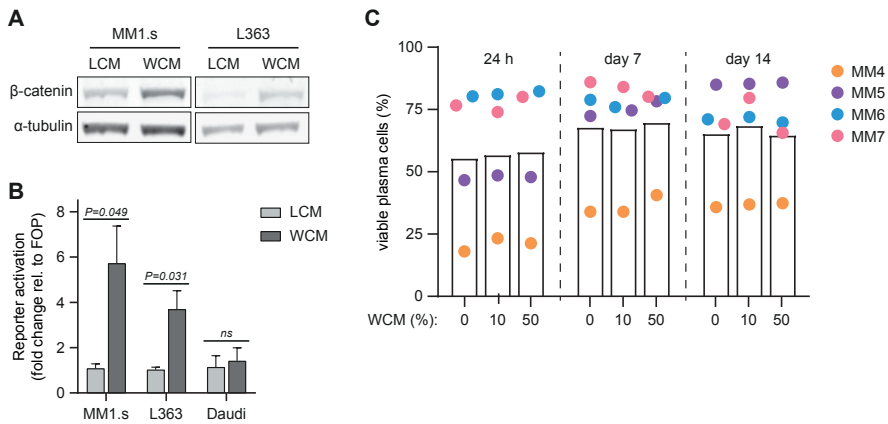 A
MM1.s L363
LCM WCM LCM WCM
β-catenin
α-tubulin
B
LCM
WCM
Reporter activation
(fold change rel. to FOP)
8
6
4
2
0
P=0.049
P=0.031
ns
MM1.s L363 Daudi
C
viable plasma cells (%)
100
75
50
25
0
24 h day 7 day 14
MM4
MM5
MM6
MM7
WCM (%): 0 10 50 0 10 50 0 10 50